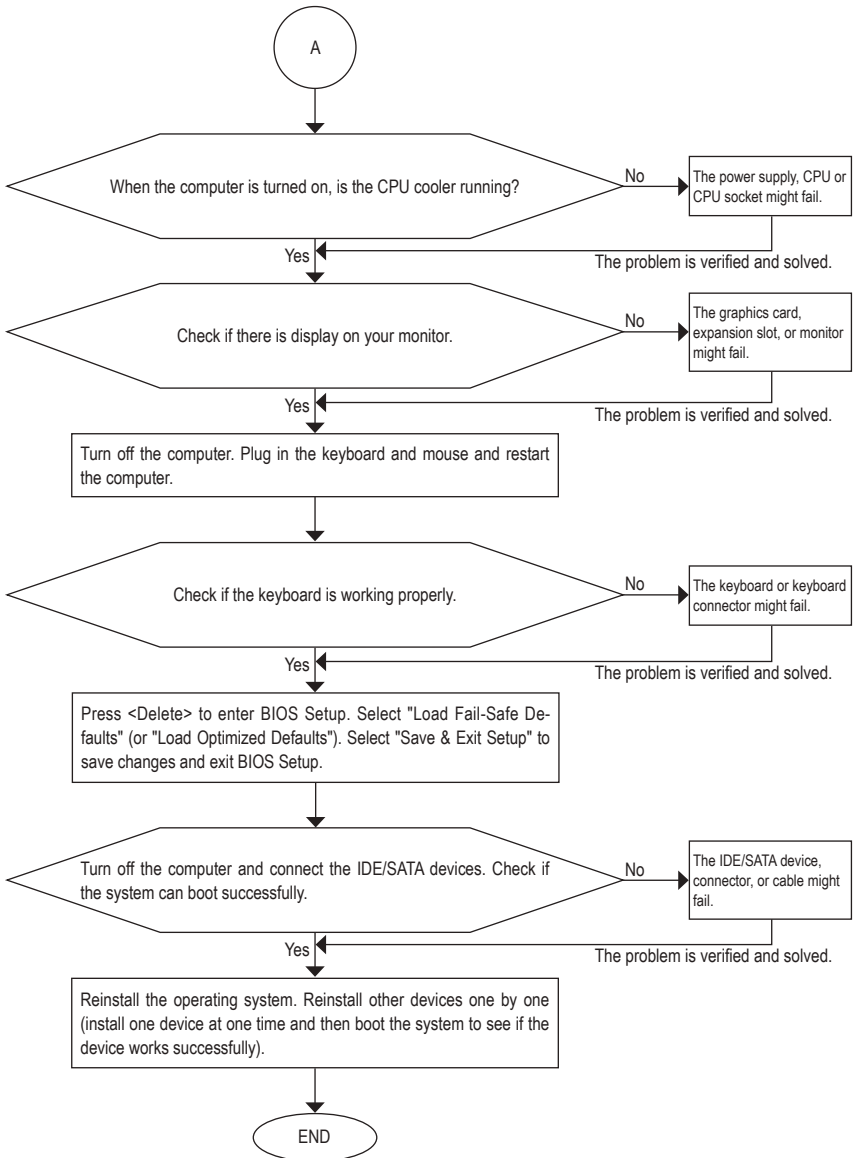 A
When the computer is turned on, is the CPU cooler running?
No
The power supply, CPU or
CPU socket might fail.
Yes
The problem is verified and solved.
Check if there is display on your monitor.
No
The graphics card,
expansion slot, or monitor
might fail.
Yes
The problem is verified and solved.
Turn off the computer. Plug in the keyboard and mouse and restart
the computer.
Check if the keyboard is working properly.
No
The keyboard or keyboard
connector might fail.
Yes
The problem is verified and solved.
Press <Delete> to enter BIOS Setup. Select "Load Fail-Safe De-
faults" (or "Load Optimized Defaults"). Select "Save & Exit Setup" to
save changes and exit BIOS Setup.
Turn off the computer and connect the IDE/SATA devices. Check if
the system can boot successfully.
No
The IDE/SATA device,
connector, or cable might
fail.
Yes
The problem is verified and solved.
Reinstall the operating system. Reinstall other devices one by one
(install one device at one time and then boot the system to see if the
device works successfully).
END